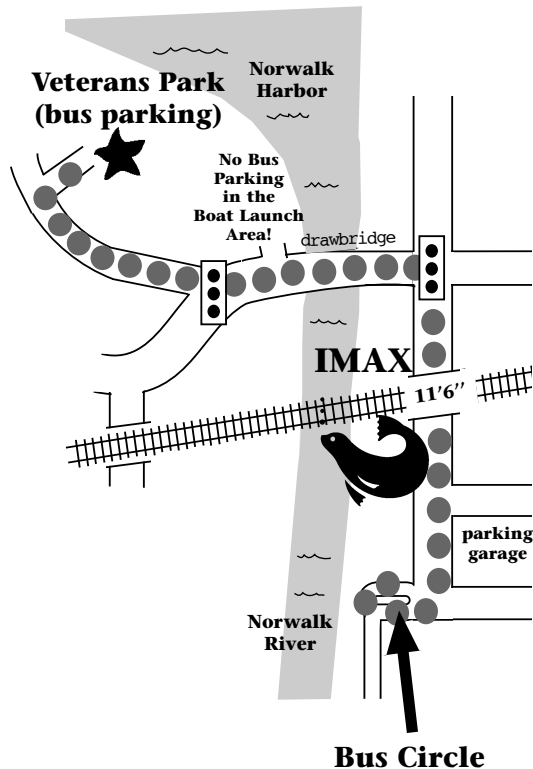 Veterans Park
(bus parking)
Norwalk
Harbor
No Bus
Parking
in the
Boat Launch
Area!
drawbridge
IMAX
11'6"
parking
garage
Norwalk
River
Bus Circle